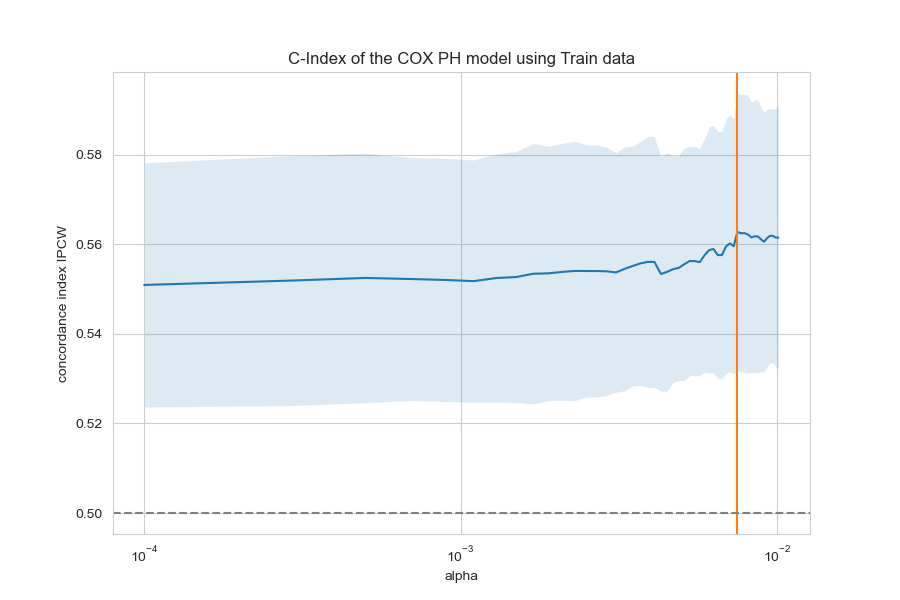 C-Index of the COX PH model using Train data
concordance index IPCW
0.58
0.56
0.54
0.52
0.50
10⁻⁴
10⁻³
10⁻²
alpha